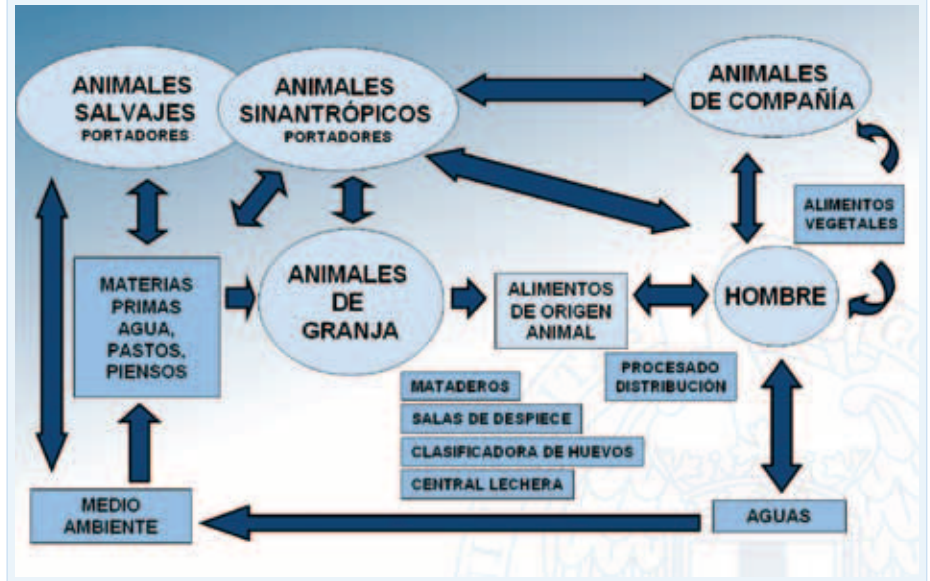 ANIMALES
SALVAJES
PORTADORES
ANIMALES
SINANTRÓPICOS
PORTADORES
ANIMALES
DE COMPAÑÍA
ALIMENTOS
VEGETALES
MATERIAS
PRIMAS
AGUA,
PASTOS,
PIENSOS
ANIMALES
DE
GRANJA
ALIMENTOS
DE ORIGEN
ANIMAL
HOMBRE
PROCESADO
DISTRIBUCIÓN
MATADEROS
SALAS DE DESPIECE
CLASIFICADORA DE HUEVOS
CENTRAL LECHERA
MEDIO
AMBIENTE
AGUAS